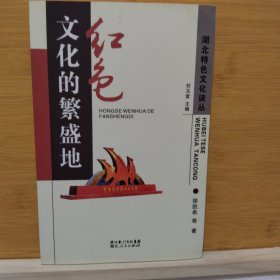 红色
文化的繁盛地
HONGSE WENHUA DE
FANSHENGDI
湖北特色文化谈丛
刘玉堂 主编
HUBEI TESE
WENHUA TANCONG
徐凯希 等 著
湖北人民出版社